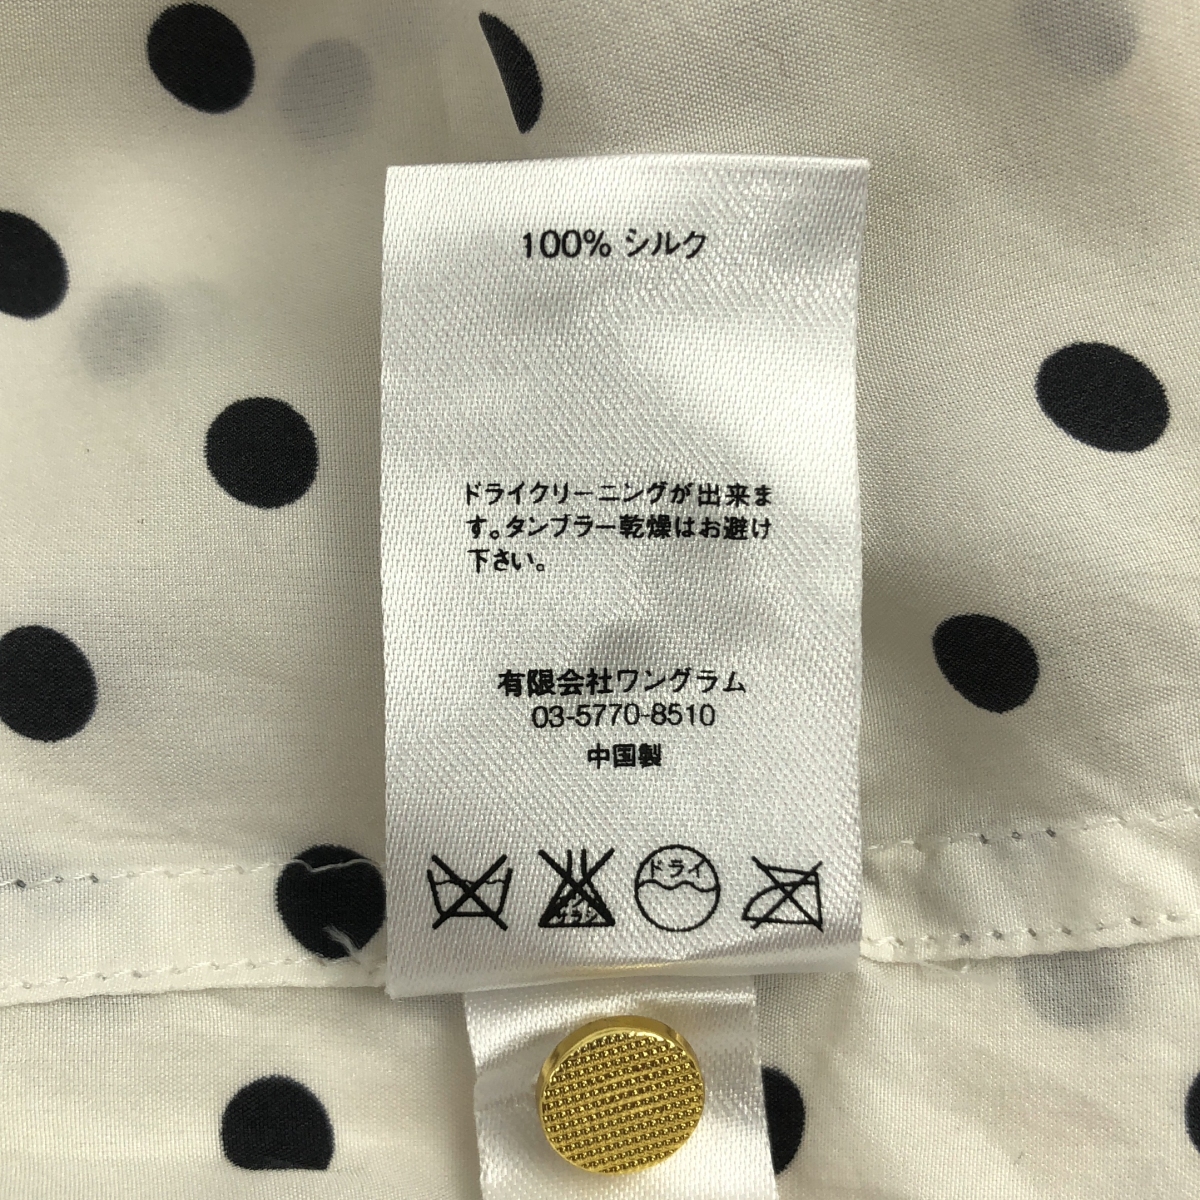 100% シルク
ドライクリーニングが出来ま
す。タンブラー乾燥はお避け
下さい。
有限会社ワングラム
03-5770-8510
中国製
ドライ